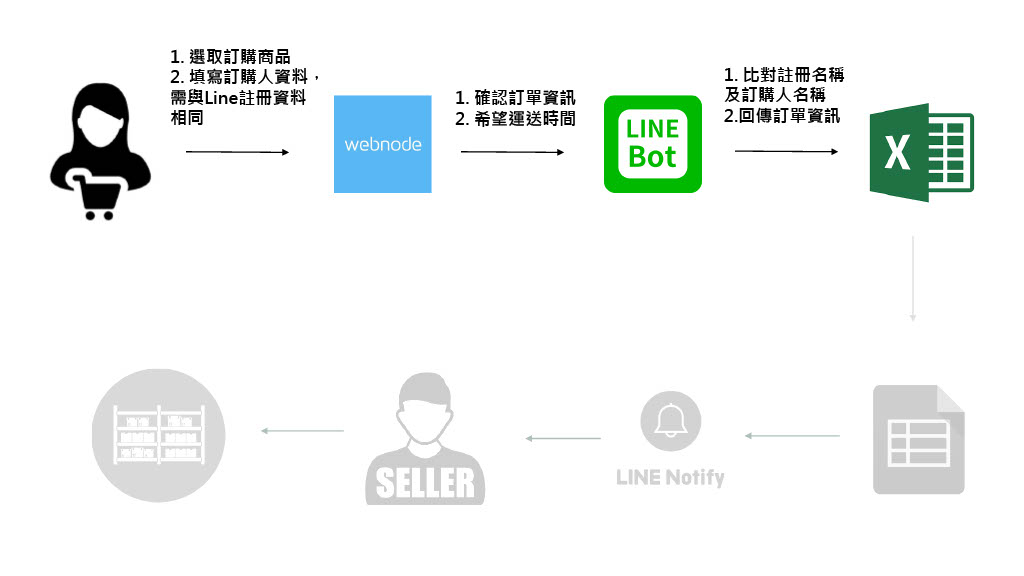 1. 選取訂購商品
2. 填寫訂購人資料，
需與Line註冊資料
相同
webnode
1. 確認訂單資訊
2. 希望運送時間
LINE
Bot
1. 比對註冊名稱
及訂購人名稱
2.回傳訂單資訊
X
SELLER
LINE Notify